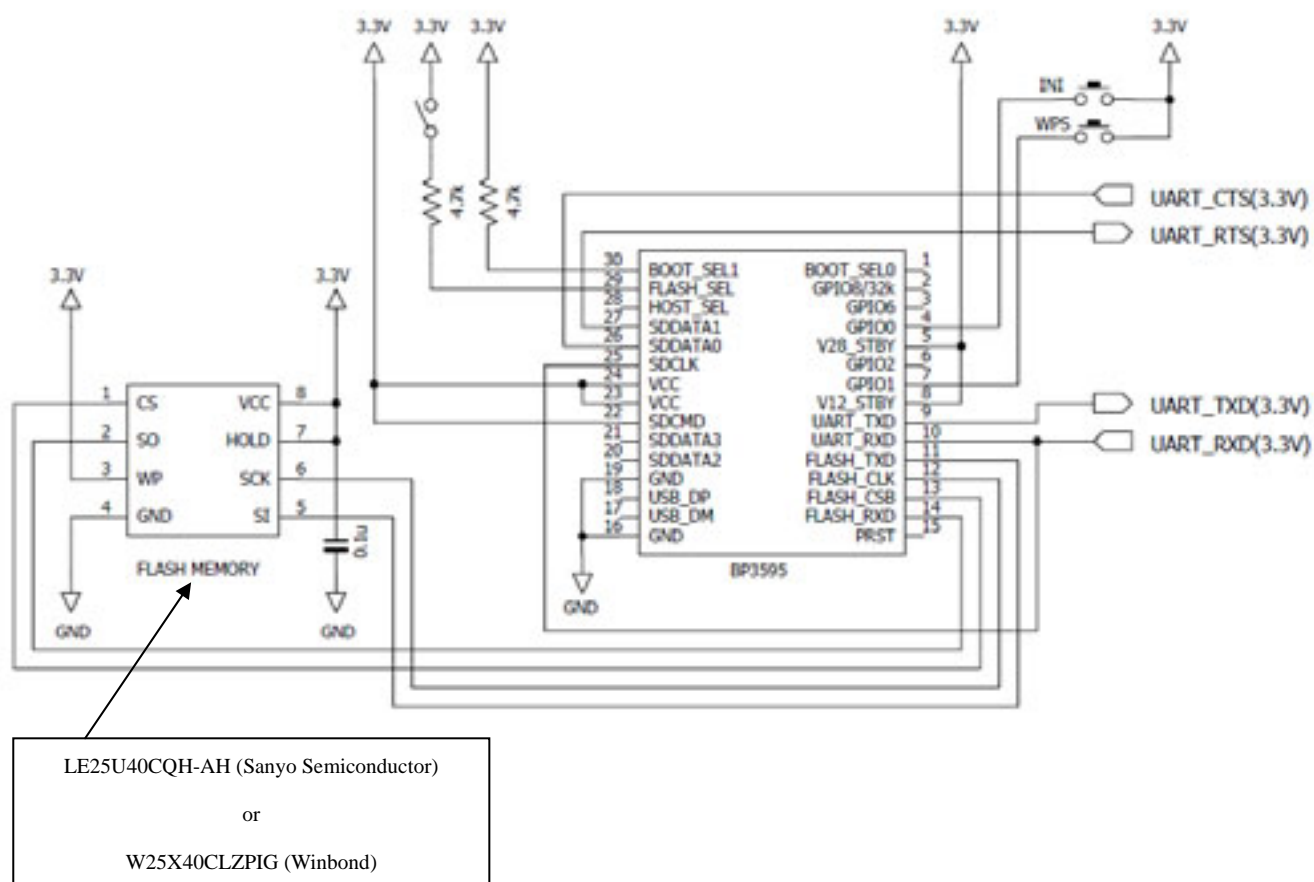 3.3V 3.3V 3.3V 3.3V 3.3V
INI
WPS
4.7k 4.7k
UART_CTS(3.3V)
UART_RTS(3.3V)
3.3V 3.3V
30 BOOT_SEL1 BOOT_SEL0 1
29 FLASH_SEL GPIO8/32k 2
28 HOST_SEL GPIO6 3
27 SDDATA1 GPIO0 4
26 SDDATA0 V28_STBY 5
25 SDCLK GPIO2 6
24 VCC GPIO1 7
23 VCC V12_STBY 8
22 SDCMD UART_TXD 9
21 SDDATA3 UART_RXD 10
20 SDDATA2 FLASH_TXD 11
19 GND FLASH_CLK 12
18 USB_DP FLASH_CSB 13
17 USB_DM FLASH_RXD 14
16 GND PRST 15
BP3595
GND
UART_TXD(3.3V)
UART_RXD(3.3V)
1 CS VCC 8
2 SO HOLD 7
3 WP SCK 6
4 GND SI 5
0.1u
FLASH MEMORY
GND GND
LE25U40CQH-AH (Sanyo Semiconductor)
or
W25X40CLZPIG (Winbond)